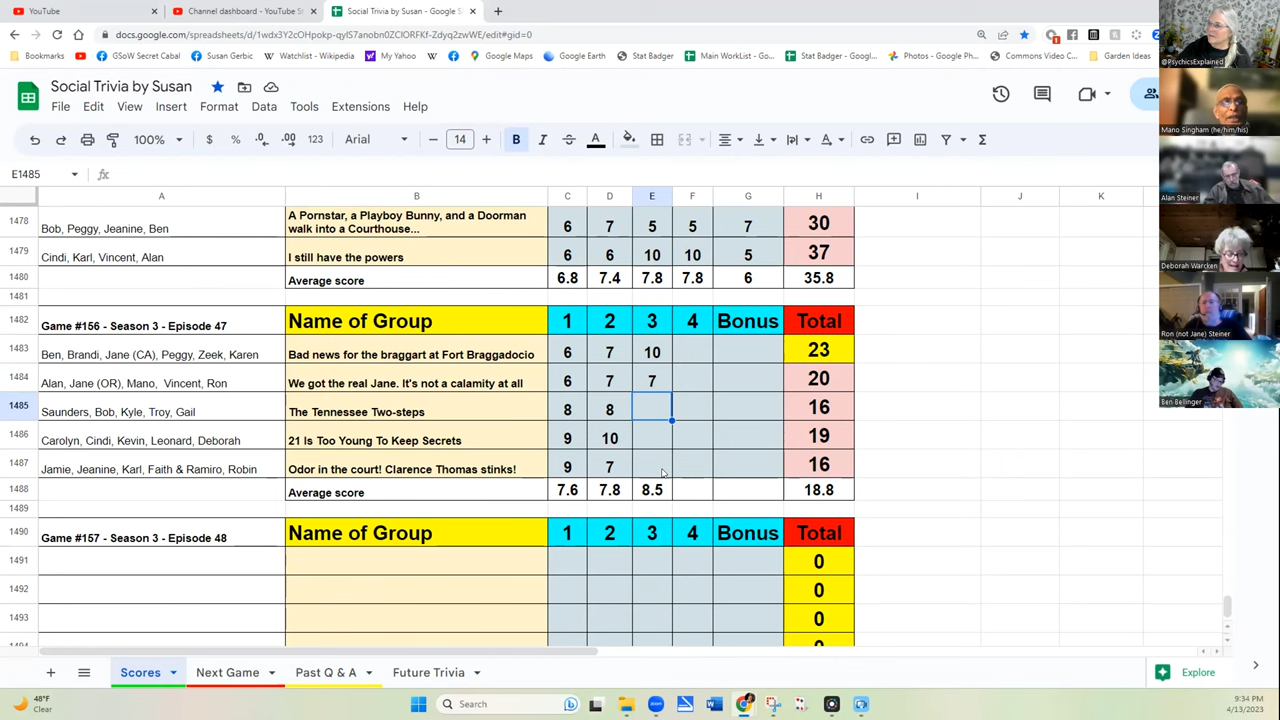 YouTube
Channel dashboard - YouTube S
Social Trivia by Susan - Google S
docs.google.com/spreadsheets/d/
Bookmarks GSoW Secret Cabal Susan Gerbic Watchlist - Wikipedia My Yahoo Google Earth Stat Badger Main WorkList - Go... Stat Badger - Googl... Photos - Google Ph... Commons Video C... Garden Ideas
Social Trivia by Susan
File Edit View Insert Format Data Tools Extensions Help
100% $ % .0 .00 123 Arial 14 B I A
E1485 fx
A B C D E F G H I J K
1478 Bob, Peggy, Jeanine, Ben A Pornstar, a Playboy Bunny, and a Doorman walk into a Courthouse... 6 7 5 5 7 30
1479 Cindi, Karl, Vincent, Alan I still have the powers 6 6 10 10 5 37
1480 Average score 6.8 7.4 7.8 7.8 6 35.8
1481
1482 Game #156 - Season 3 - Episode 47 Name of Group 1 2 3 4 Bonus Total
1483 Ben, Brandi, Jane (CA), Peggy, Zeek, Karen Bad news for the braggart at Fort Braggadocio 6 7 10 23
1484 Alan, Jane (OR), Mano, Vincent, Ron We got the real Jane. It's not a calamity at all 6 7 7 20
1485 Saunders, Bob, Kyle, Troy, Gail The Tennessee Two-steps 8 8 16
1486 Carolyn, Cindi, Kevin, Leonard, Deborah 21 Is Too Young To Keep Secrets 9 10 19
1487 Jamie, Jeanine, Karl, Faith & Ramiro, Robin Odor in the court! Clarence Thomas stinks! 9 7 16
1488 Average score 7.6 7.8 8.5 18.8
1489
1490 Game #157 - Season 3 - Episode 48 Name of Group 1 2 3 4 Bonus Total
1491 0
1492 0
1493 0
1494
Scores Next Game Past Q & A Future Trivia Explore
48°F
Clear
Search
9:34 PM
4/13/2023
@PsychicsExplained
Mano Singham (he/him/his)
Alan Steiner
Deborah Warcken
Ron (not Jane) Steiner
Ben Bellinger